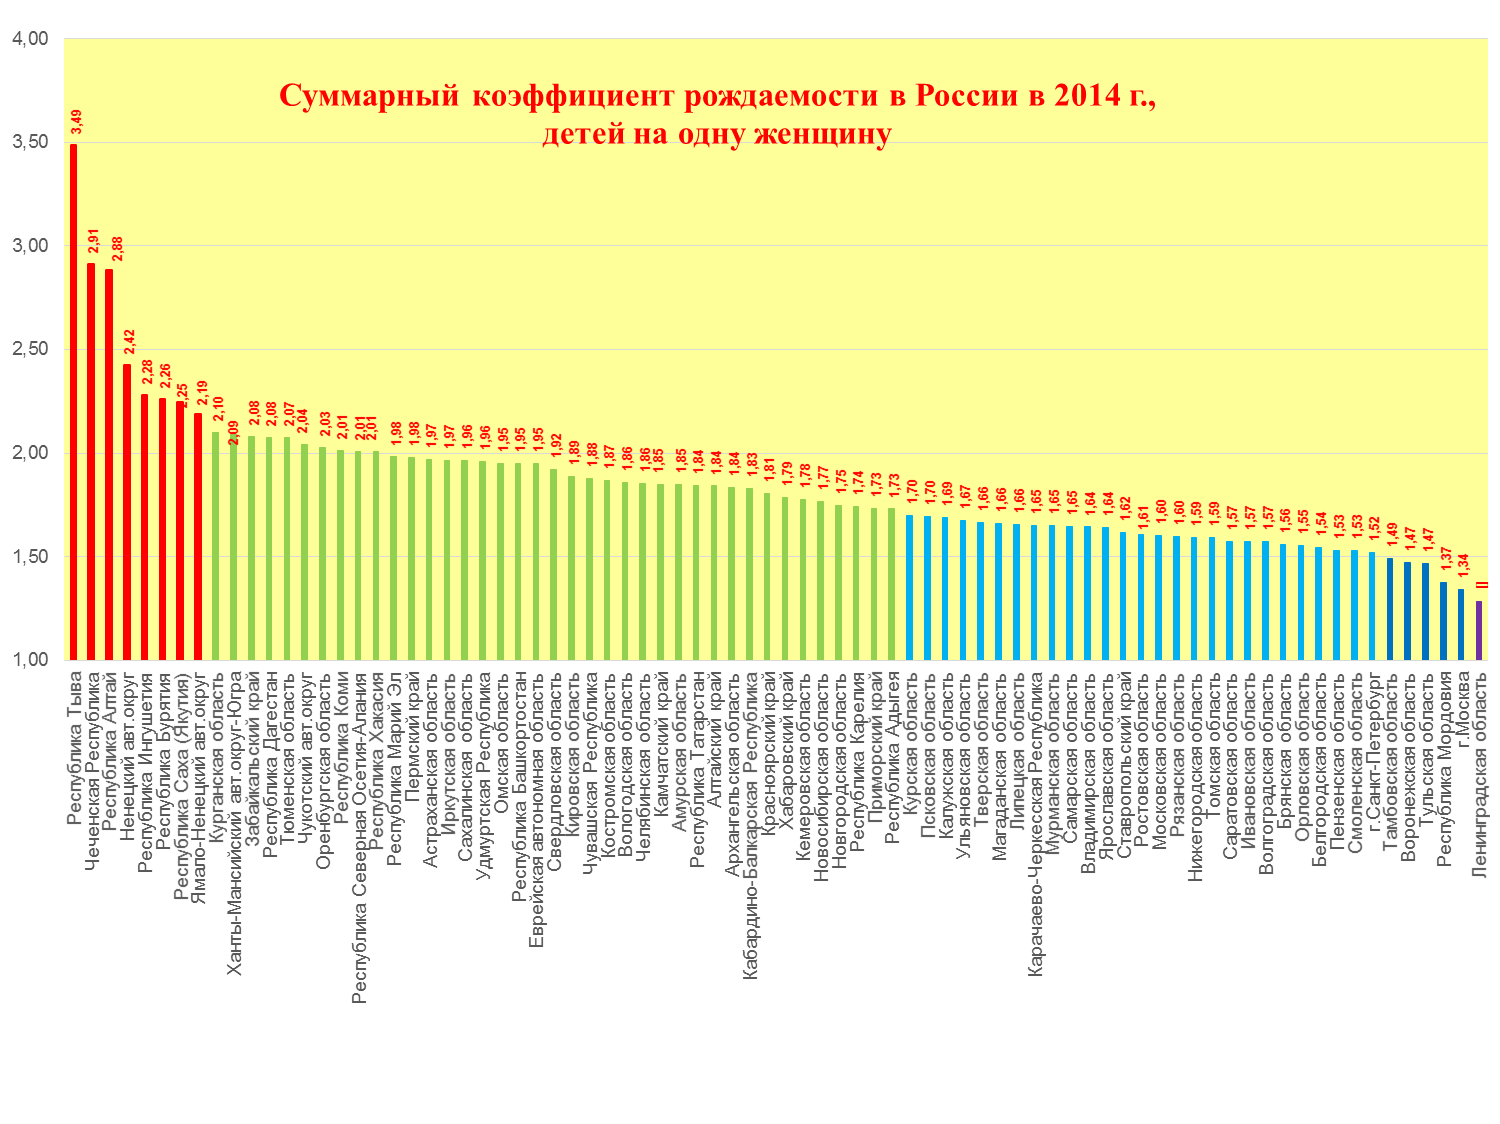 Суммарный коэффициент рождаемости в России в 2014 г.,
детей на одну женщину
4,00
3,50
3,00
2,50
2,00
1,50
1,00
3,49
2,91
2,88
2,42
2,28
2,26
2,25
2,19
2,10
2,09
2,08
2,08
2,07
2,04
2,03
2,01
2,01
2,01
1,98
1,98
1,97
1,97
1,96
1,96
1,95
1,95
1,95
1,92
1,89
1,88
1,87
1,86
1,86
1,85
1,85
1,84
1,84
1,84
1,83
1,81
1,79
1,78
1,77
1,75
1,74
1,73
1,73
1,70
1,70
1,69
1,67
1,66
1,66
1,66
1,65
1,65
1,65
1,64
1,64
1,62
1,61
1,60
1,60
1,59
1,59
1,57
1,57
1,57
1,56
1,55
1,54
1,53
1,53
1,52
1,49
1,47
1,47
1,37
1,34
Республика Тыва
Чеченская Республика
Республика Алтай
Ненецкий авт.округ
Республика Ингушетия
Республика Бурятия
Республика Саха (Якутия)
Ямало-Ненецкий авт.округ
Курганская область
Ханты-Мансийский авт.округ-Югра
Забайкальский край
Республика Дагестан
Тюменская область
Чукотский авт.округ
Оренбургская область
Республика Коми
Республика Северная Осетия-Алания
Республика Хакасия
Республика Марий Эл
Пермский край
Астраханская область
Иркутская область
Сахалинская область
Удмуртская Республика
Омская область
Республика Башкортостан
Еврейская автономная область
Свердловская область
Кировская область
Чувашская Республика
Костромская область
Вологодская область
Челябинская область
Камчатский край
Амурская область
Республика Татарстан
Алтайский край
Архангельская область
Кабардино-Балкарская Республика
Красноярский край
Хабаровский край
Кемеровская область
Новосибирская область
Новгородская область
Республика Карелия
Приморский край
Республика Адыгея
Курская область
Псковская область
Калужская область
Ульяновская область
Тверская область
Магаданская область
Липецкая область
Карачаево-Черкесская Республика
Мурманская область
Самарская область
Владимирская область
Ярославская область
Ставропольский край
Ростовская область
Московская область
Рязанская область
Нижегородская область
Томская область
Саратовская область
Ивановская область
Волгоградская область
Брянская область
Орловская область
Белгородская область
Пензенская область
Смоленская область
г.Санкт-Петербург
Тамбовская область
Воронежская область
Тульская область
Республика Мордовия
г.Москва
Ленинградская область